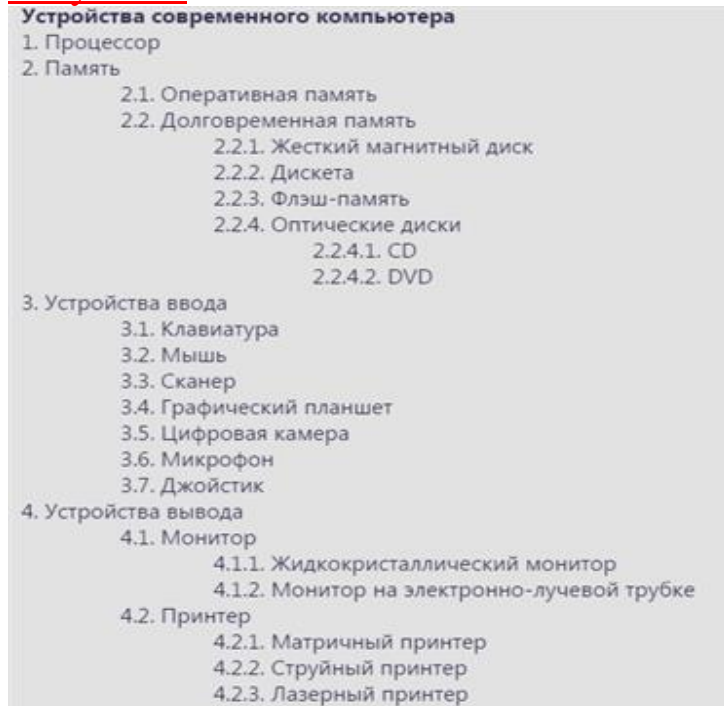 Устройства современного компьютера
1. Процессор
2. Память
2.1. Оперативная память
2.2. Долговременная память
2.2.1. Жесткий магнитный диск
2.2.2. Дискета
2.2.3. Флэш-память
2.2.4. Оптические диски
2.2.4.1. CD
2.2.4.2. DVD
3. Устройства ввода
3.1. Клавиатура
3.2. Мышь
3.3. Сканер
3.4. Графический планшет
3.5. Цифровая камера
3.6. Микрофон
3.7. Джойстик
4. Устройства вывода
4.1. Монитор
4.1.1. Жидкокристаллический монитор
4.1.2. Монитор на электронно-лучевой трубке
4.2. Принтер
4.2.1. Матричный принтер
4.2.2. Струйный принтер
4.2.3. Лазерный принтер